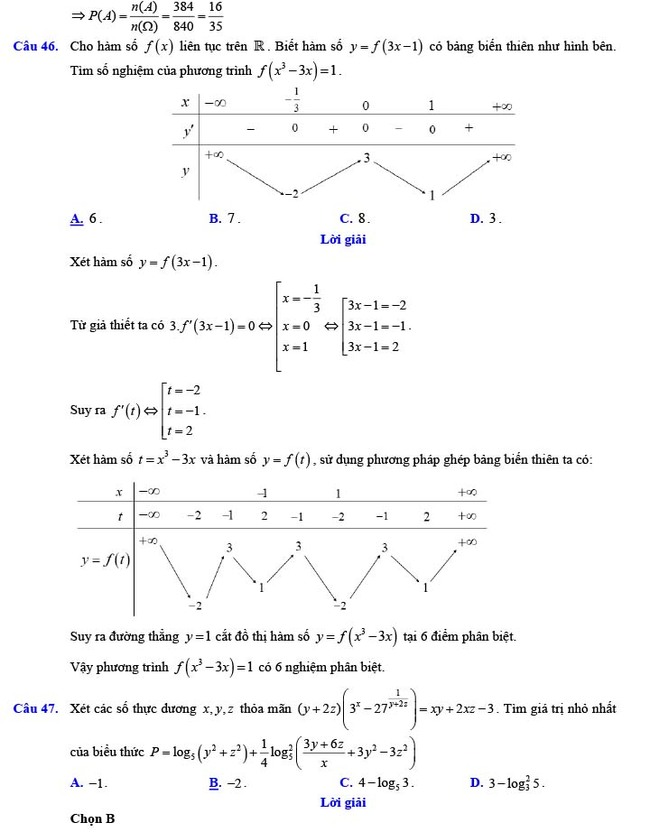 ⇒ P(A) = n(A)/n(Ω) = 384/840 = 16/35
Câu 46. Cho hàm số f(x) liên tục trên ℝ. Biết hàm số y = f(3x−1) có bảng biến thiên như hình bên.
Tìm số nghiệm của phương trình f(x³−3x) = 1.
x −∞ −1/3 0 1 +∞
y' − 0 + 0 − 0 +
y +∞ −2 3 1 +∞
A. 6. B. 7. C. 8. D. 3.
Lời giải
Xét hàm số y = f(3x−1).
Từ giả thiết ta có 3.f'(3x−1) = 0 ⇔ [x = −1/3; x = 0; x = 1 ⇔ [3x−1 = −2; 3x−1 = −1; 3x−1 = 2.
Suy ra f'(t) ⇔ [t = −2; t = −1; t = 2.
Xét hàm số t = x³ − 3x và hàm số y = f(t), sử dụng phương pháp ghép bảng biến thiên ta có:
x −∞ -1 1 +∞
t −∞ −2 −1 2 −1 −2 −1 2 +∞
y = f(t) +∞ −2 3 1 3 −2 3 1 +∞
Suy ra đường thẳng y = 1 cắt đồ thị hàm số y = f(x³−3x) tại 6 điểm phân biệt.
Vậy phương trình f(x³−3x) = 1 có 6 nghiệm phân biệt.
Câu 47. Xét các số thực dương x, y, z thỏa mãn (y+2z)(3^x − 27^(1/(y+2z))) = xy + 2xz − 3. Tìm giá trị nhỏ nhất
của biểu thức P = log₅(y²+z²) + 1/4 log₅²((3y+6z)/x + 3y² − 3z²)
A. −1. B. −2. C. 4 − log₅ 3. D. 3 − log₃² 5.
Lời giải
Chọn B